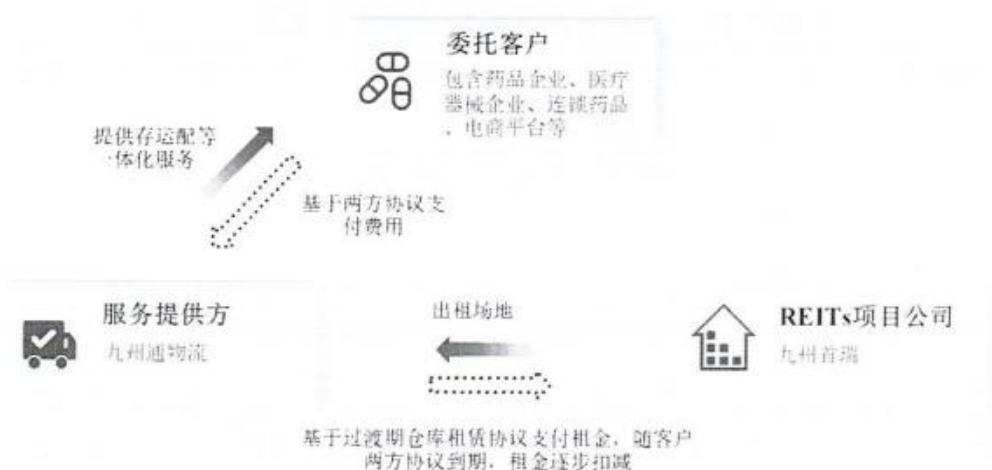 委托客户
包含药品企业、医疗
器械企业、连锁药品
、电商平台等
提供存运配等
一体化服务
基于两方协议支
付费用
服务提供方
九州通物流
出租场地
REITs项目公司
九州首瑞
基于过渡期仓库租赁协议支付租金，随客户
两方协议到期，租金逐步扣减